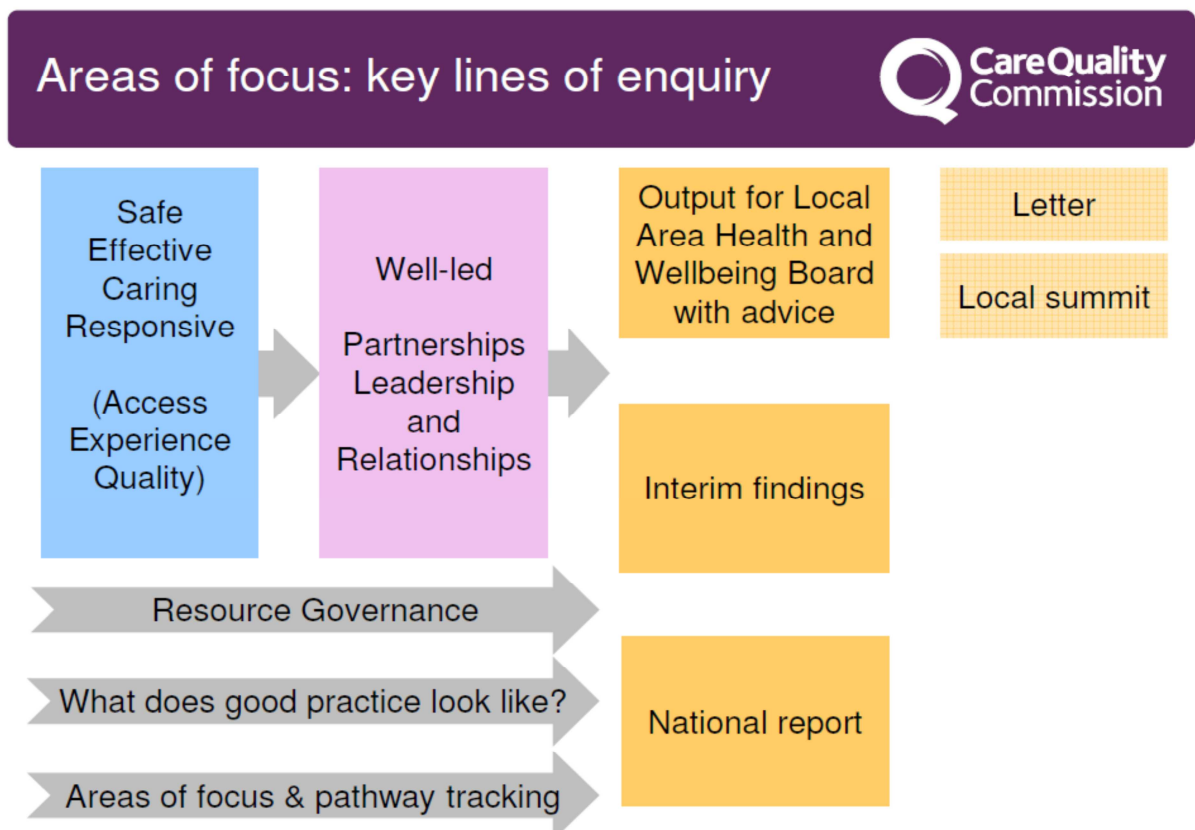 Areas of focus: key lines of enquiry
CareQuality
Commission
Safe
Effective
Caring
Responsive
(Access
Experience
Quality)
Well-led
Partnerships
Leadership
and
Relationships
Output for Local
Area Health and
Wellbeing Board
with advice
Letter
Local summit
Interim findings
National report
Resource Governance
What does good practice look like?
Areas of focus & pathway tracking